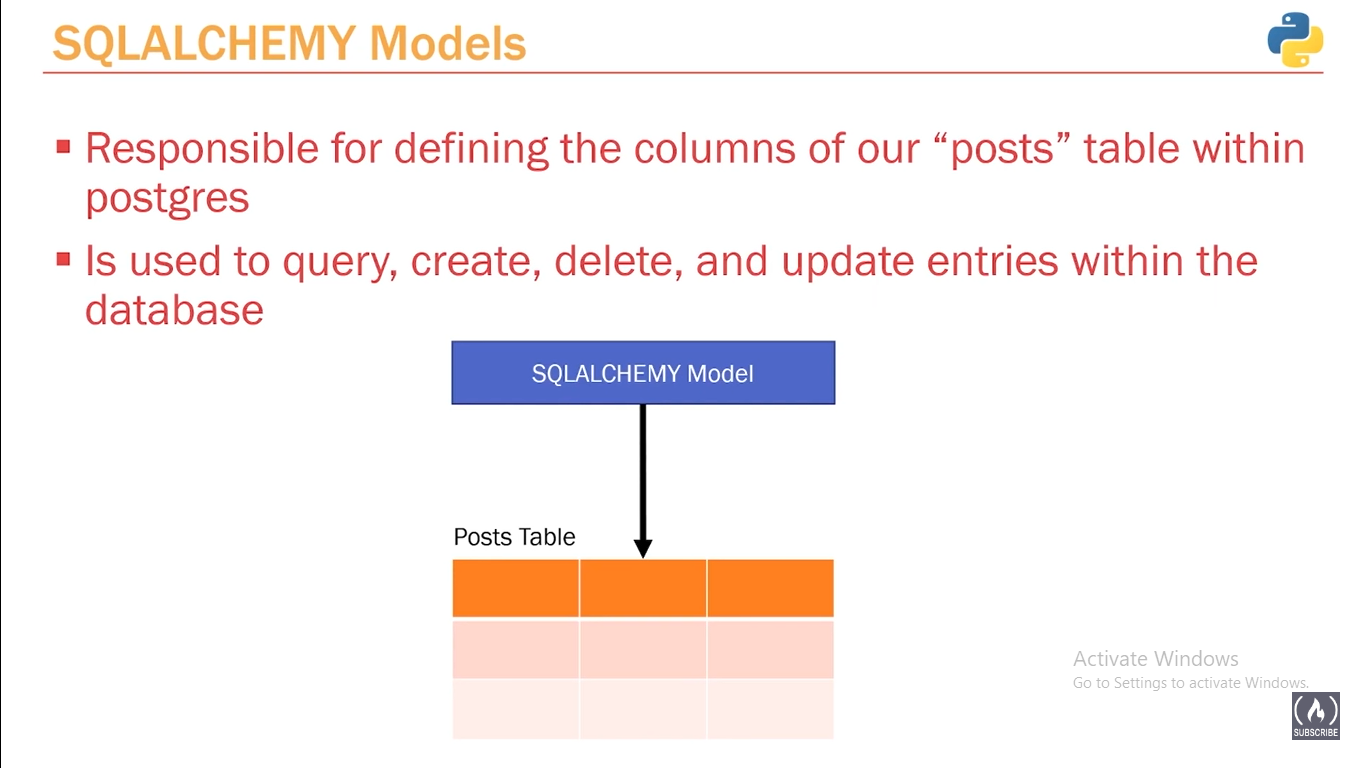 SQLALCHEMY Models
Responsible for defining the columns of our “posts” table within
postgres
Is used to query, create, delete, and update entries within the
database
SQLALCHEMY Model
Posts Table
Activate Windows
Go to Settings to activate Windows.
SUBSCRIBE